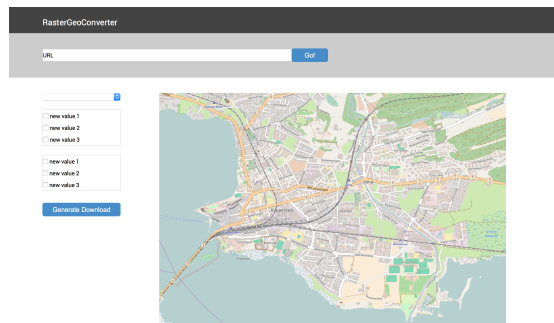 RasterGeoConverter
URL
Go!
new value 1
new value 2
new value 3
new value 1
new value 2
new value 3
Generate Download
Rapperswil